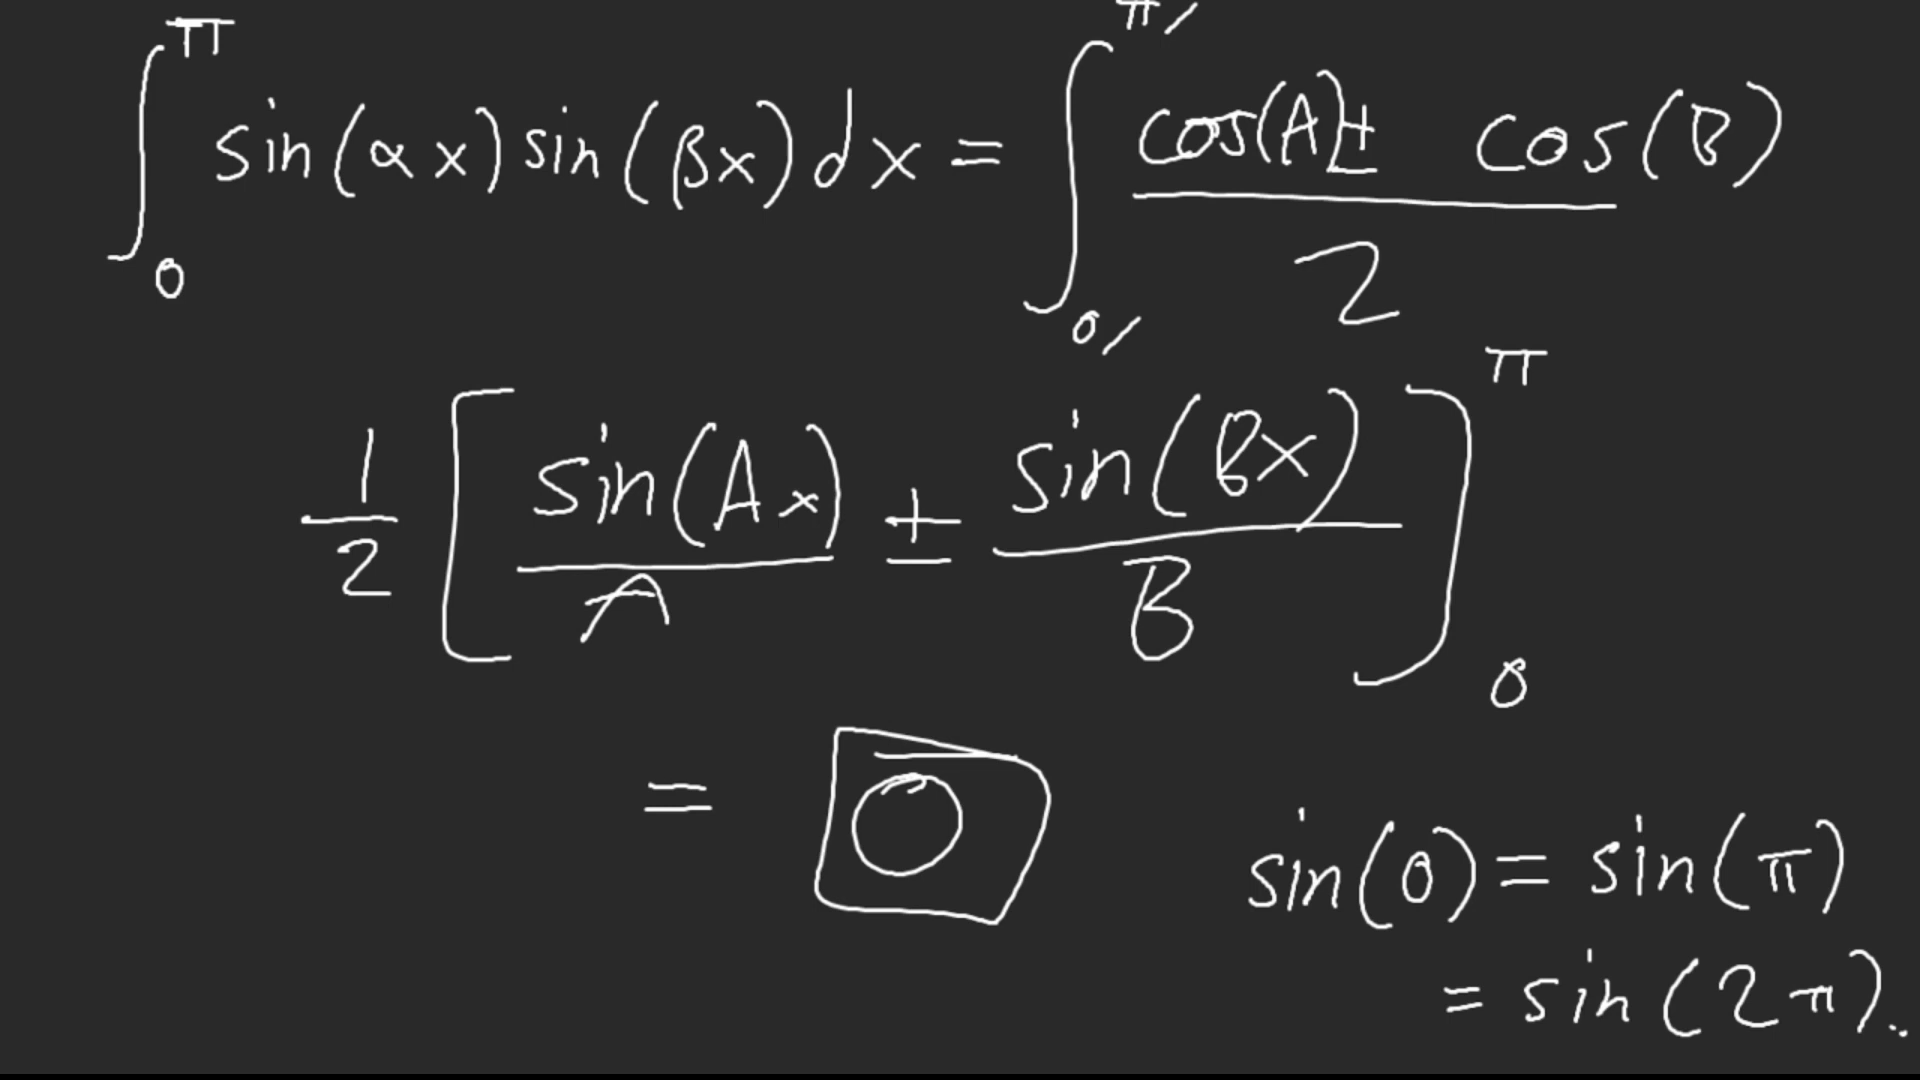 ∫₀^π sin(αx) sin(βx) dx = ∫₀,^π, cos(A) ± cos(B) / 2
1/2 [ sin(Ax)/A ± sin(Bx)/B ]₀^π
= 0
sin(0) = sin(π)
= sin(2π)..